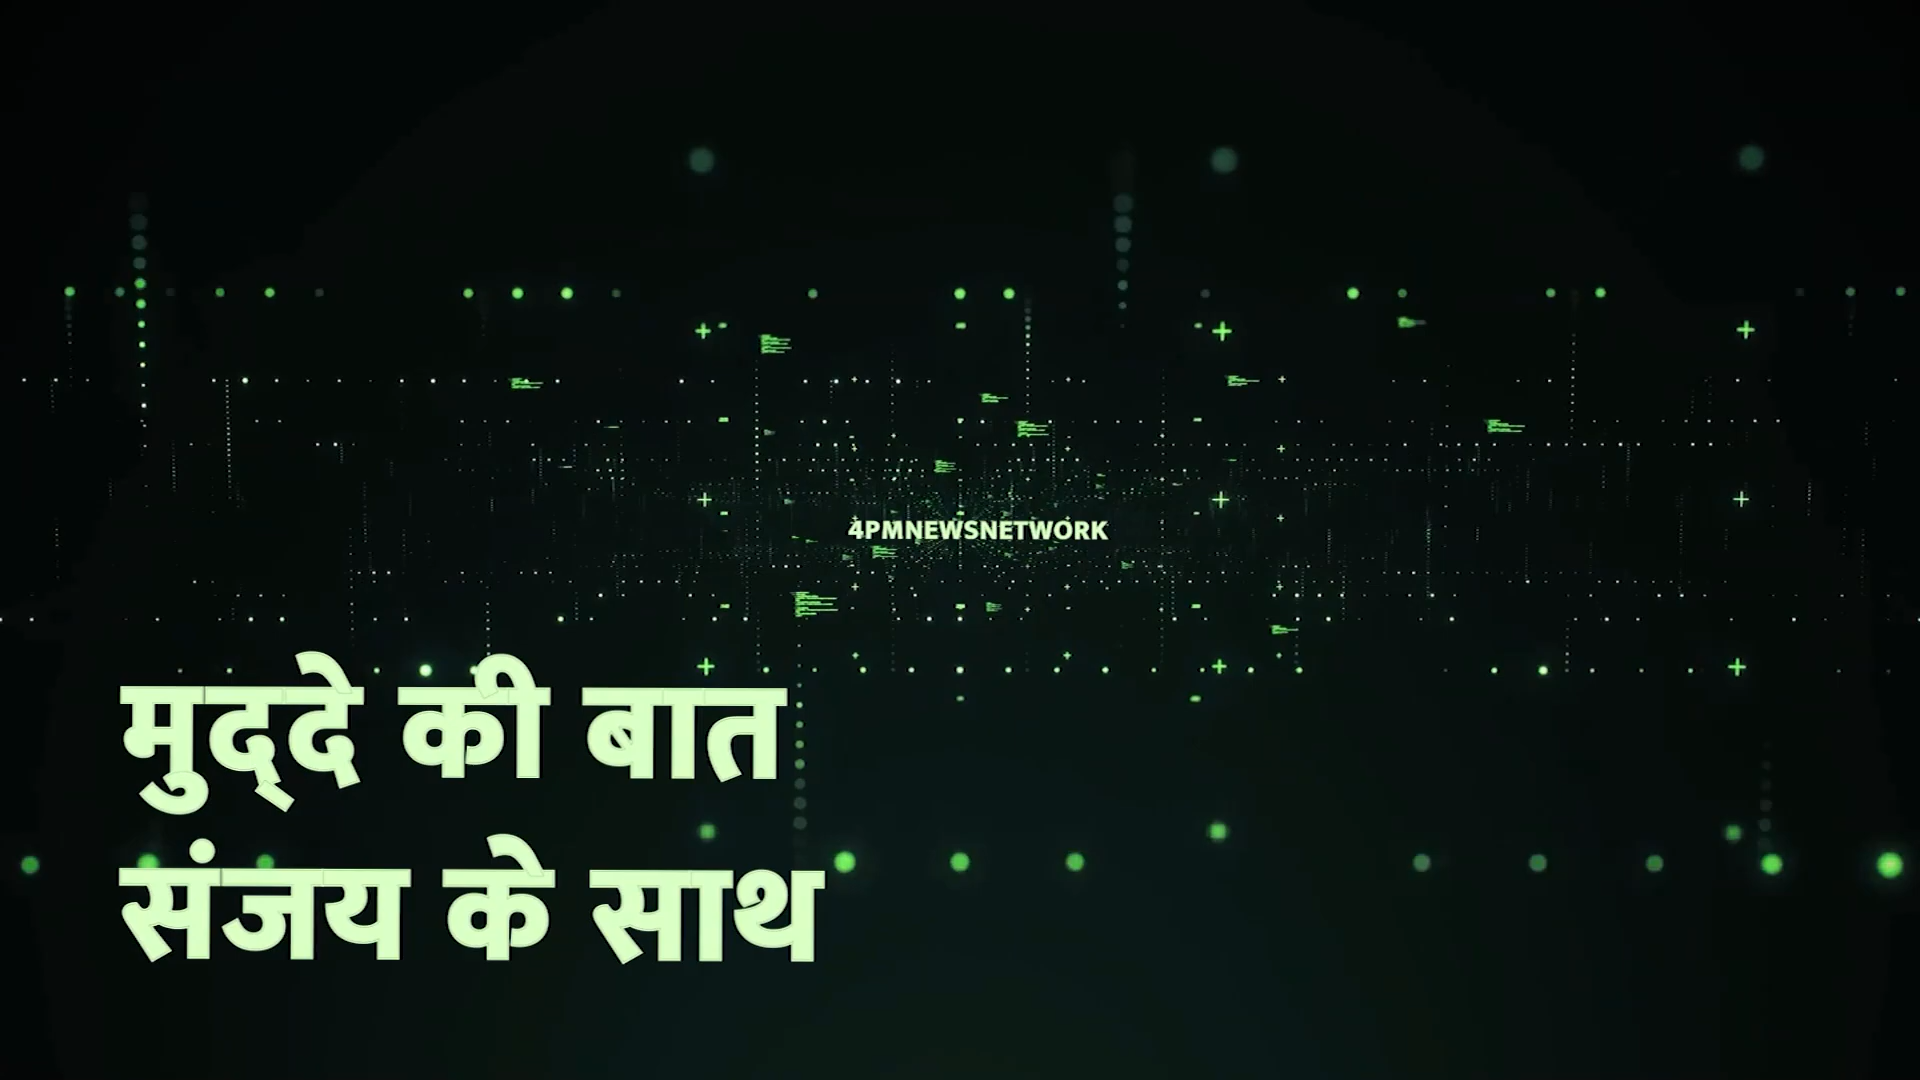 4PMNEWSNETWORK
मुद्‌दे की बात
संजय के साथ